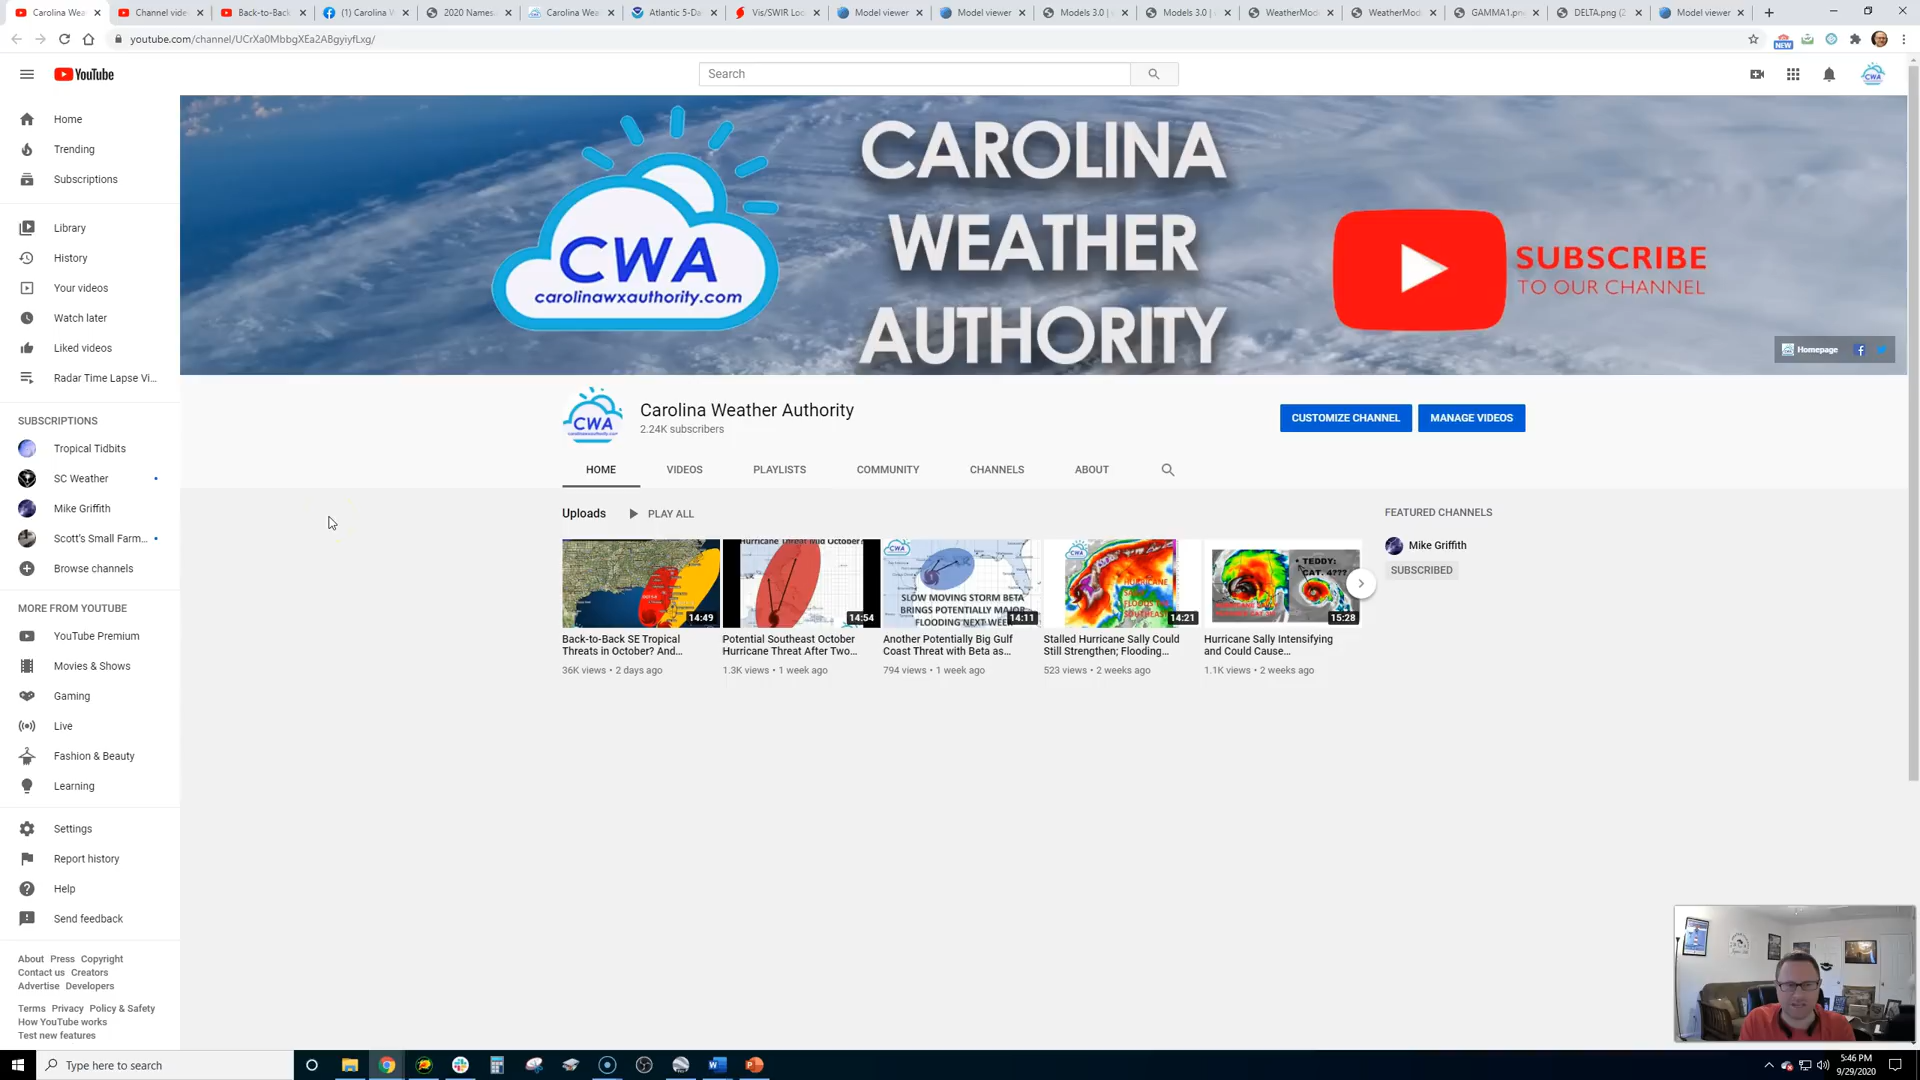 Carolina Wea
Channel vide
Back-to-Back
(1) Carolina W
2020 Names.
Carolina Wea
Atlantic 5-Da
Vis/SWIR Loc
Model viewer
Model viewer
Models 3.0 |
Models 3.0 |
WeatherMod
WeatherMod
GAMMA1.pn
DELTA.png (2
Model viewer
youtube.com/channel/UCrXa0MbbgXEa2ABgyiyfLxg/
NEW
YouTube
Search
CWA
Home
Trending
Subscriptions
Library
History
Your videos
Watch later
Liked videos
Radar Time Lapse Vi...
SUBSCRIPTIONS
Tropical Tidbits
SC Weather
Mike Griffith
Scott's Small Farm...
Browse channels
MORE FROM YOUTUBE
YouTube Premium
Movies & Shows
Gaming
Live
Fashion & Beauty
Learning
Settings
Report history
Help
Send feedback
About Press Copyright
Contact us Creators
Advertise Developers
Terms Privacy Policy & Safety
How YouTube works
Test new features
CWA
carolinawxauthority.com
CAROLINA
WEATHER
AUTHORITY
SUBSCRIBE
TO OUR CHANNEL
Homepage
CWA
Carolina Weather Authority
2.24K subscribers
CUSTOMIZE CHANNEL
MANAGE VIDEOS
HOME
VIDEOS
PLAYLISTS
COMMUNITY
CHANNELS
ABOUT
Uploads
PLAY ALL
14:49
Back-to-Back SE Tropical
Threats in October? And...
36K views • 2 days ago
Hurricane Threat Mid October?
14:54
Potential Southeast October
Hurricane Threat After Two...
1.3K views • 1 week ago
CWA
SLOW MOVING STORM BETA
BRINGS POTENTIALLY MAJOR
FLOODING NEXT WEEK
14:11
Another Potentially Big Gulf
Coast Threat with Beta as...
794 views • 1 week ago
CWA
HURRICANE
14:21
Stalled Hurricane Sally Could
Still Strengthen; Flooding...
523 views • 2 weeks ago
• TEDDY:
CAT. 4???
15:28
Hurricane Sally Intensifying
and Could Cause...
1.1K views • 2 weeks ago
FEATURED CHANNELS
Mike Griffith
SUBSCRIBED
Type here to search
5:46 PM
9/29/2020